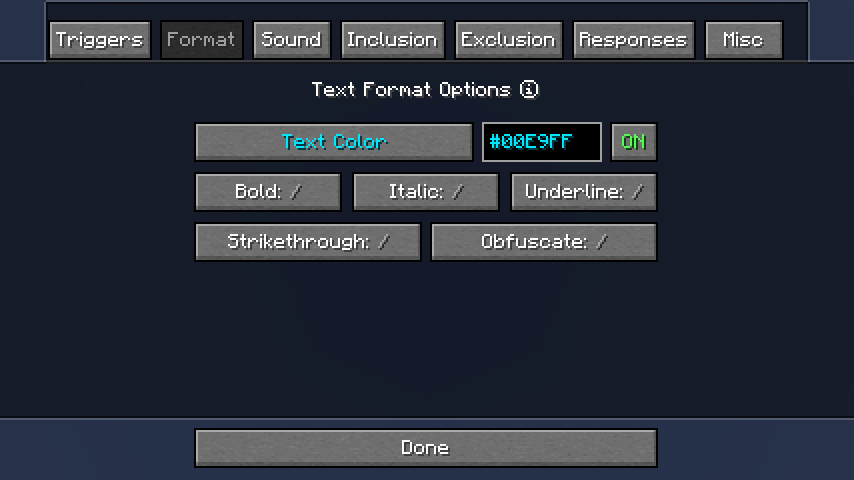 Triggers Format Sound Inclusion Exclusion Responses Misc
Text Format Options ⓘ
Text Color #00E9FF ON
Bold: / Italic: / Underline: /
Strikethrough: / Obfuscate: /
Done